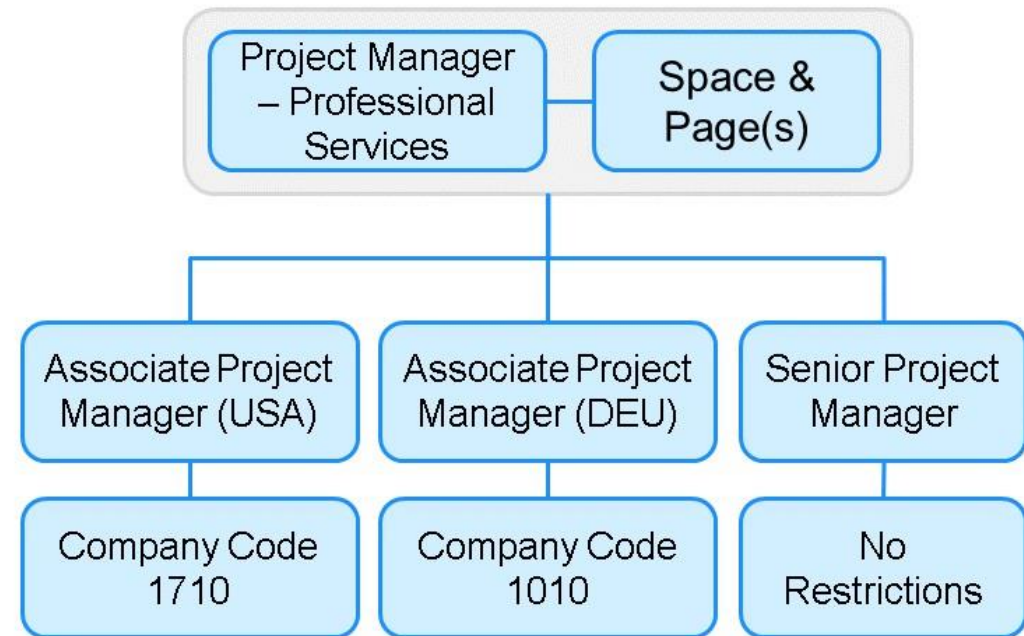 Project Manager
– Professional
Services
Space &
Page(s)
Associate Project
Manager (USA)
Associate Project
Manager (DEU)
Senior Project
Manager
Company Code
1710
Company Code
1010
No
Restrictions